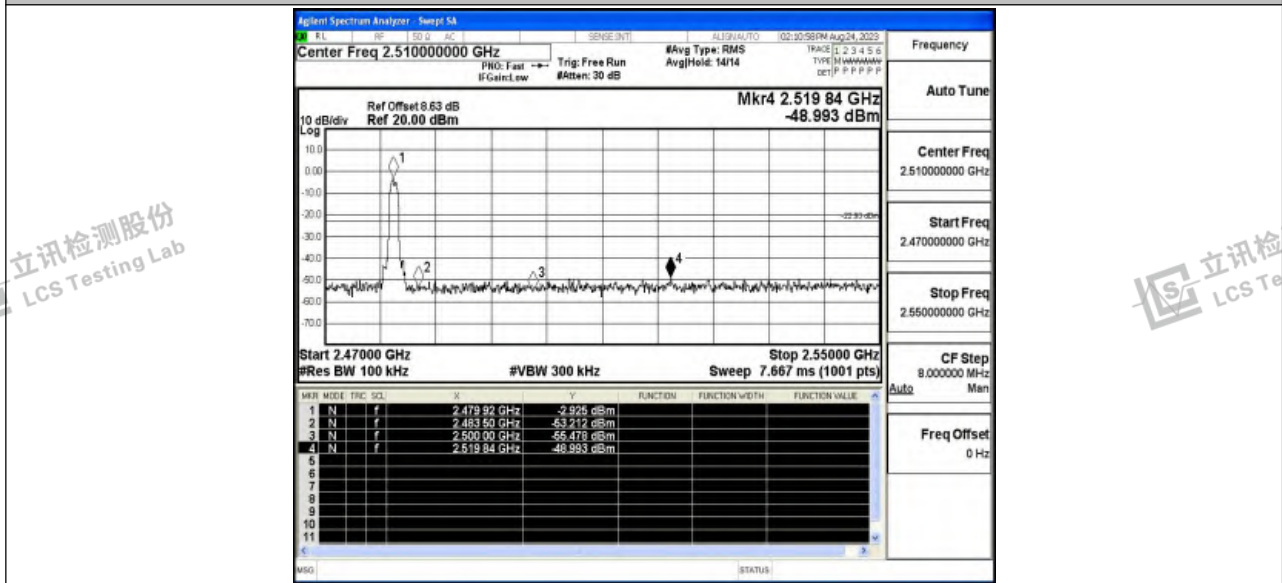 Agilent Spectrum Analyzer - Swept SA
RL RF 50 Ω AC SENSE:INT ALIGNAUTO 02:10:58PM Aug 24, 2023
Center Freq 2.510000000 GHz
PNO: Fast
IFGain:Low
Trig: Free Run
#Atten: 30 dB
#Avg Type: RMS
Avg|Hold: 14/14
TRACE 1 2 3 4 5 6
TYPE M
DET P P P P P P
Ref Offset 8.63 dB
10 dB/div Ref 20.00 dBm
Log
Mkr4 2.519 84 GHz
-48.993 dBm
10.0
0.00
-10.0
-20.0
-30.0
-40.0
-50.0
-60.0
-70.0
1
2
3
4
Start 2.47000 GHz Stop 2.55000 GHz
#Res BW 100 kHz #VBW 300 kHz Sweep 7.667 ms (1001 pts)
MKR MODE TRC SCL X Y FUNCTION FUNCTION WIDTH FUNCTION VALUE
1 N f 2.479 92 GHz -2.925 dBm
2 N f 2.483 50 GHz -53.212 dBm
3 N f 2.500 00 GHz -55.478 dBm
4 N f 2.519 84 GHz -48.993 dBm
5
6
7
8
9
10
11
MSG STATUS
Frequency
Auto Tune
Center Freq
2.510000000 GHz
Start Freq
2.470000000 GHz
Stop Freq
2.550000000 GHz
CF Step
8.000000 MHz
Auto Man
Freq Offset
0 Hz
立讯检测股份
LCS Testing Lab
立讯检
LCS Te